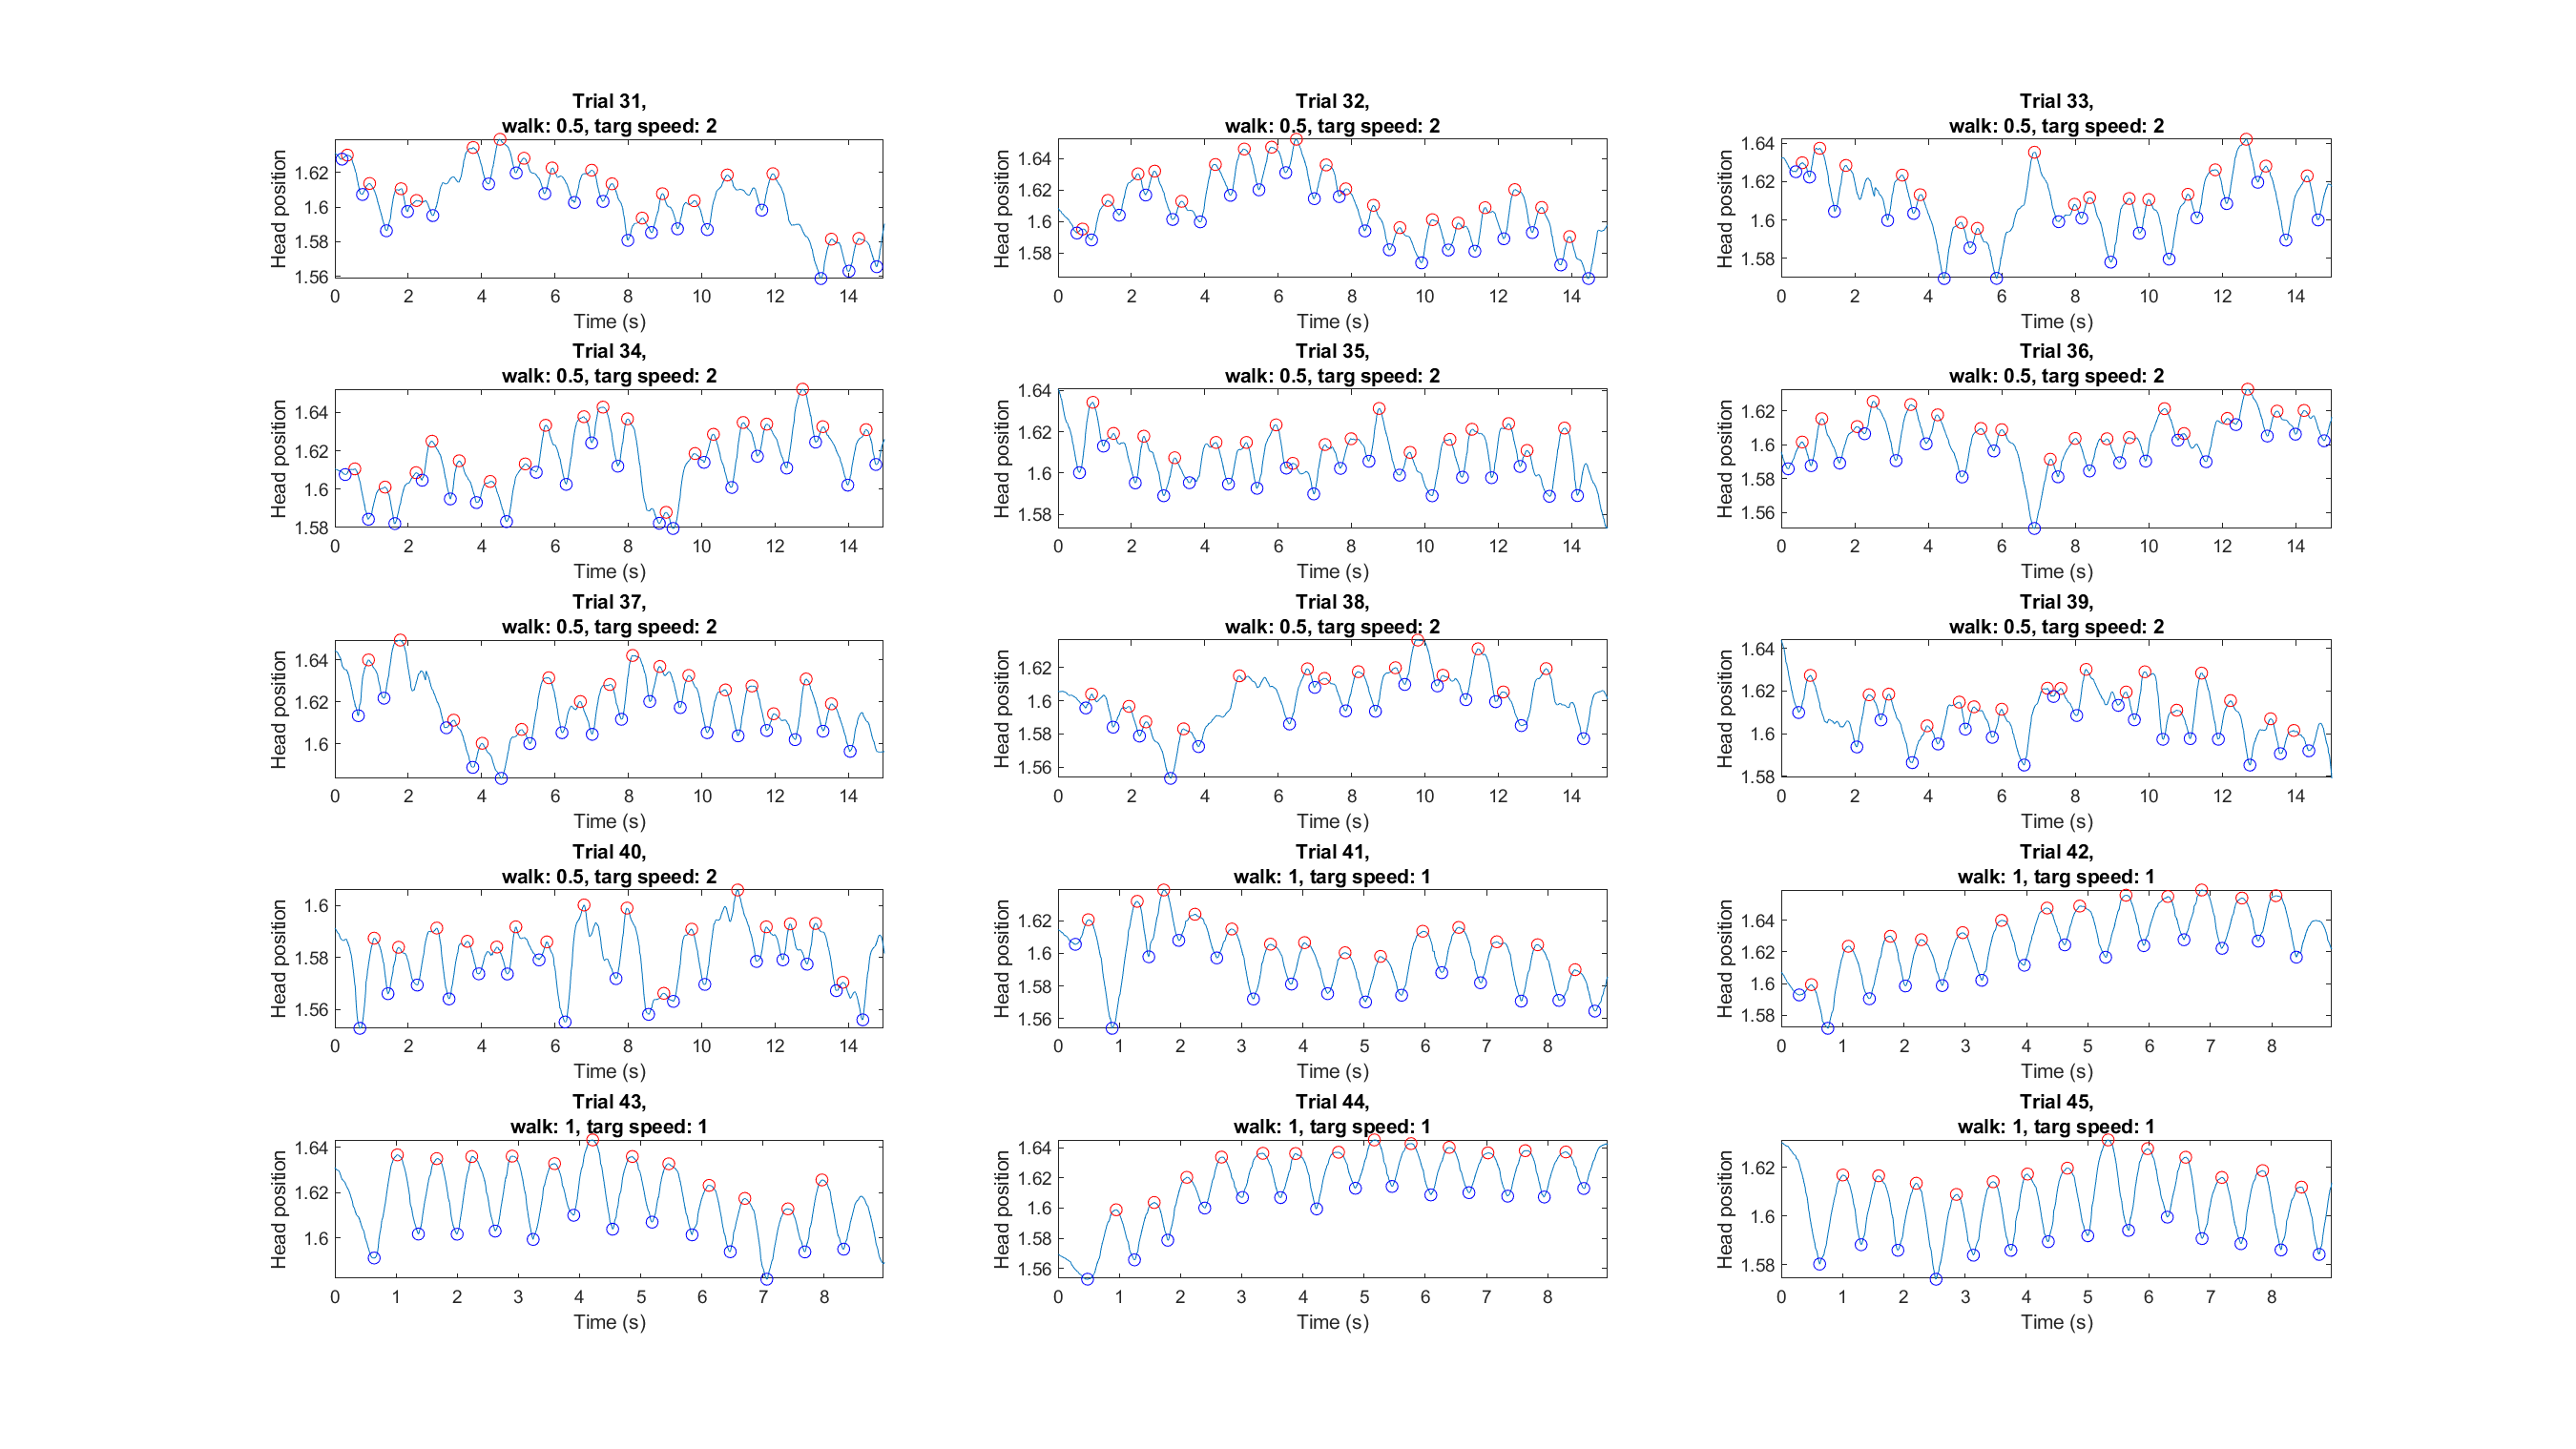 Trial 31,
walk: 0.5, targ speed: 2
Head position
1.62
1.6
1.58
1.56
0 2 4 6 8 10 12 14
Time (s)
Trial 32,
walk: 0.5, targ speed: 2
Head position
1.64
1.62
1.6
1.58
0 2 4 6 8 10 12 14
Time (s)
Trial 33,
walk: 0.5, targ speed: 2
Head position
1.64
1.62
1.6
1.58
0 2 4 6 8 10 12 14
Time (s)
Trial 34,
walk: 0.5, targ speed: 2
Head position
1.64
1.62
1.6
1.58
0 2 4 6 8 10 12 14
Time (s)
Trial 35,
walk: 0.5, targ speed: 2
Head position
1.64
1.62
1.6
1.58
0 2 4 6 8 10 12 14
Time (s)
Trial 36,
walk: 0.5, targ speed: 2
Head position
1.62
1.6
1.58
1.56
0 2 4 6 8 10 12 14
Time (s)
Trial 37,
walk: 0.5, targ speed: 2
Head position
1.64
1.62
1.6
0 2 4 6 8 10 12 14
Time (s)
Trial 38,
walk: 0.5, targ speed: 2
Head position
1.62
1.6
1.58
1.56
0 2 4 6 8 10 12 14
Time (s)
Trial 39,
walk: 0.5, targ speed: 2
Head position
1.64
1.62
1.6
1.58
0 2 4 6 8 10 12 14
Time (s)
Trial 40,
walk: 0.5, targ speed: 2
Head position
1.6
1.58
1.56
0 2 4 6 8 10 12 14
Time (s)
Trial 41,
walk: 1, targ speed: 1
Head position
1.62
1.6
1.58
1.56
0 1 2 3 4 5 6 7 8
Time (s)
Trial 42,
walk: 1, targ speed: 1
Head position
1.64
1.62
1.6
1.58
0 1 2 3 4 5 6 7 8
Time (s)
Trial 43,
walk: 1, targ speed: 1
Head position
1.64
1.62
1.6
0 1 2 3 4 5 6 7 8
Time (s)
Trial 44,
walk: 1, targ speed: 1
Head position
1.64
1.62
1.6
1.58
1.56
0 1 2 3 4 5 6 7 8
Time (s)
Trial 45,
walk: 1, targ speed: 1
Head position
1.62
1.6
1.58
0 1 2 3 4 5 6 7 8
Time (s)